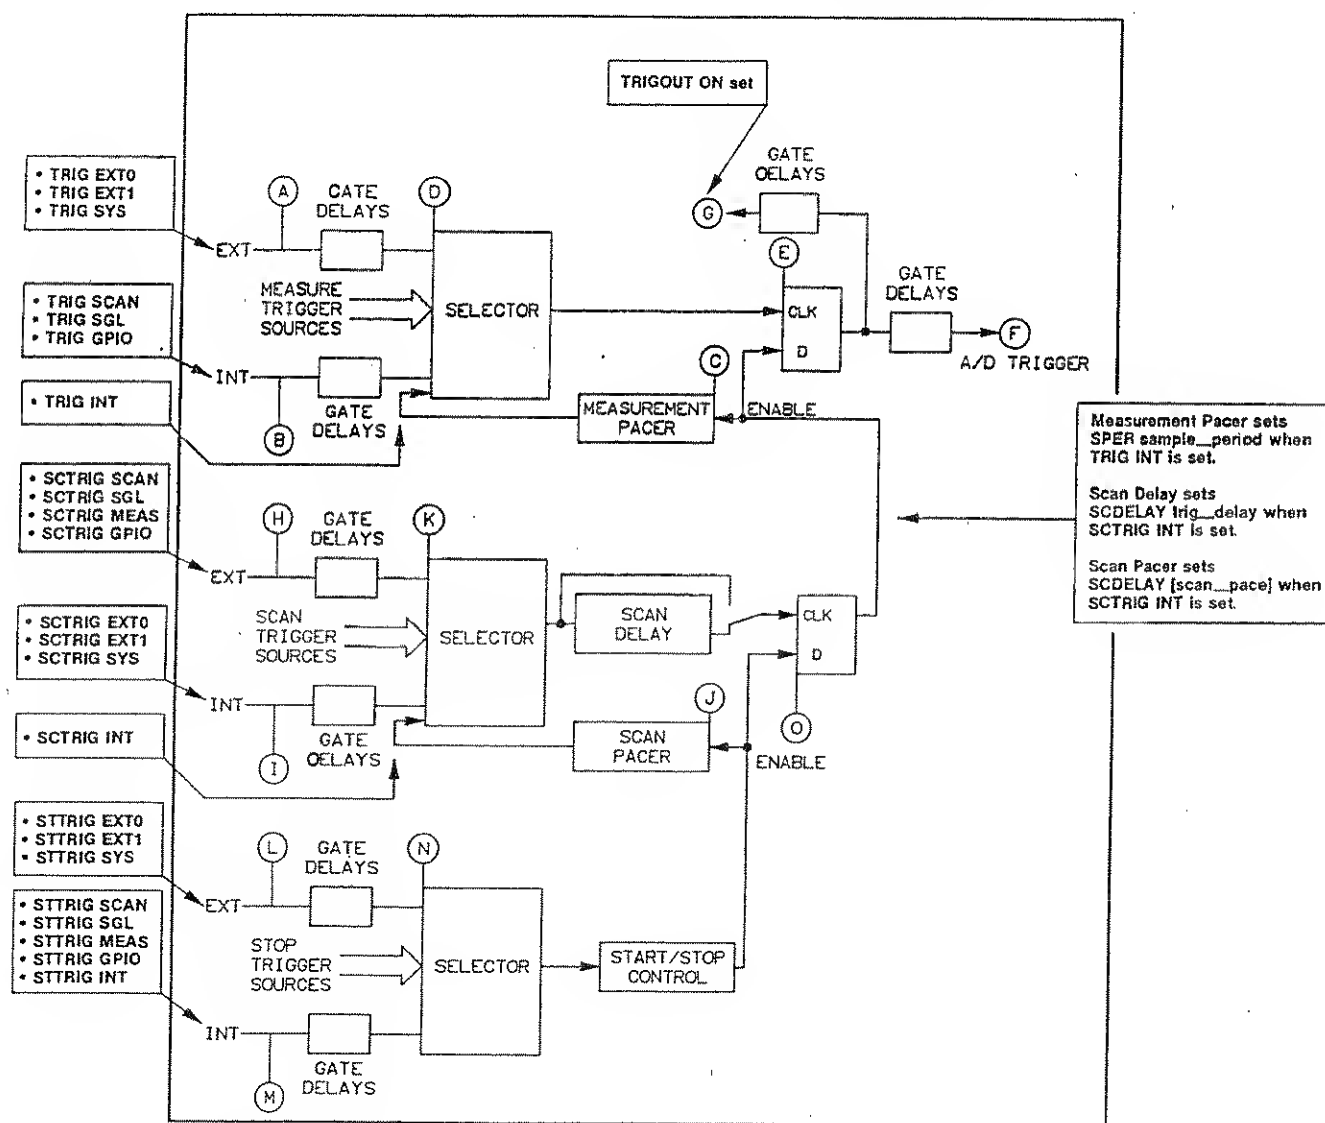 TRIGOUT ON set
• TRIG EXT0
• TRIG EXT1
• TRIG SYS
A
CATE
DELAYS
D
EXT
MEASURE
TRIGGER
SOURCES
SELECTOR
GATE
OELAYS
G
E
CLK
D
GATE
DELAYS
F
A/D TRIGGER
• TRIG SCAN
• TRIG SGL
• TRIG GPIO
INT
B
GATE
DELAYS
• TRIG INT
C
MEASUREMENT
PACER
ENABLE
Measurement Pacer sets
SPER sample_period when
TRIG INT is set.
Scan Delay sets
SCDELAY trig_delay when
SCTRIG INT is set.
Scan Pacer sets
SCDELAY [scan_pace] when
SCTRIG INT is set.
• SCTRIG SCAN
• SCTRIG SGL
• SCTRIG MEAS
• SCTRIG GPIO
H
GATE
DELAYS
K
EXT
SCAN
TRIGGER
SOURCES
SELECTOR
SCAN
DELAY
CLK
D
O
ENABLE
• SCTRIG EXT0
• SCTRIG EXT1
• SCTRIG SYS
INT
I
GATE
OELAYS
• SCTRIG INT
J
SCAN
PACER
• STTRIG EXT0
• STTRIG EXT1
• STTRIG SYS
L
GATE
DELAYS
N
EXT
STOP
TRIGGER
SOURCES
SELECTOR
START/STOP
CONTROL
• STTRIG SCAN
• STTRIG SGL
• STTRIG MEAS
• STTRIG GPIO
• STTRIG INT
INT
M
GATE
DELAYS